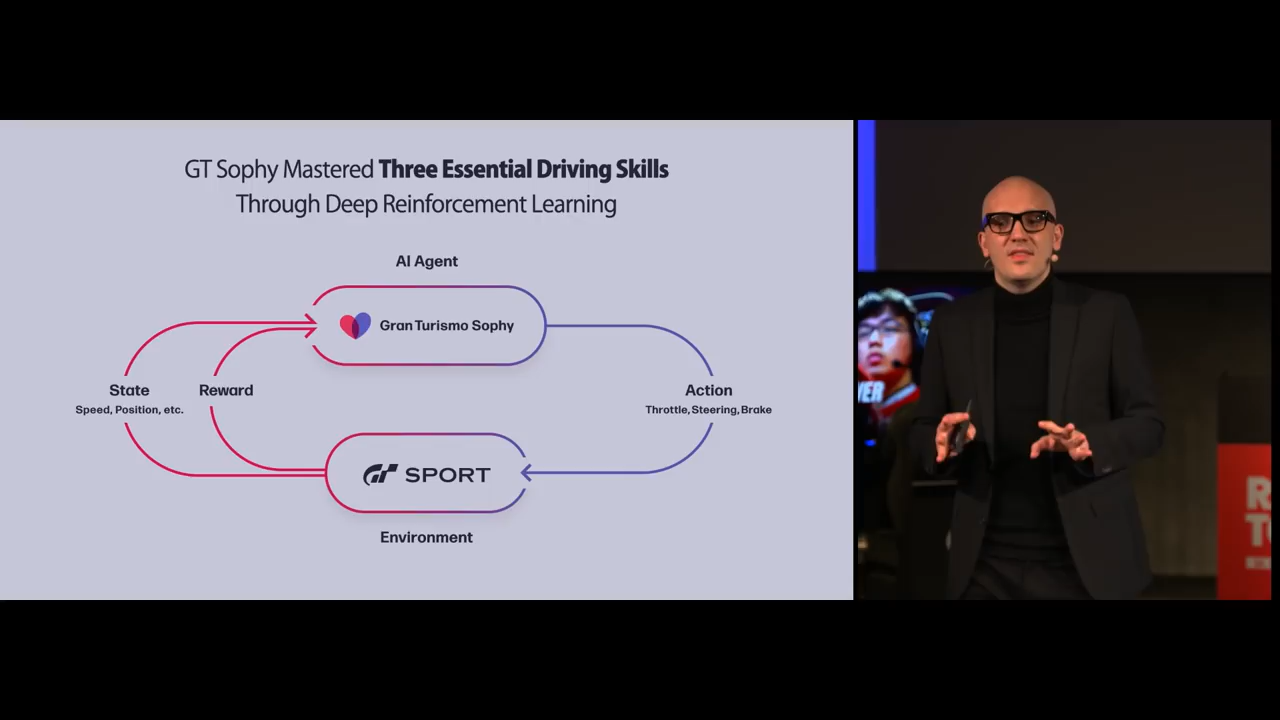 GT Sophy Mastered Three Essential Driving Skills
Through Deep Reinforcement Learning
AI Agent
Gran Turismo Sophy
State
Speed, Position, etc.
Reward
Action
Throttle, Steering, Brake
GT SPORT
Environment